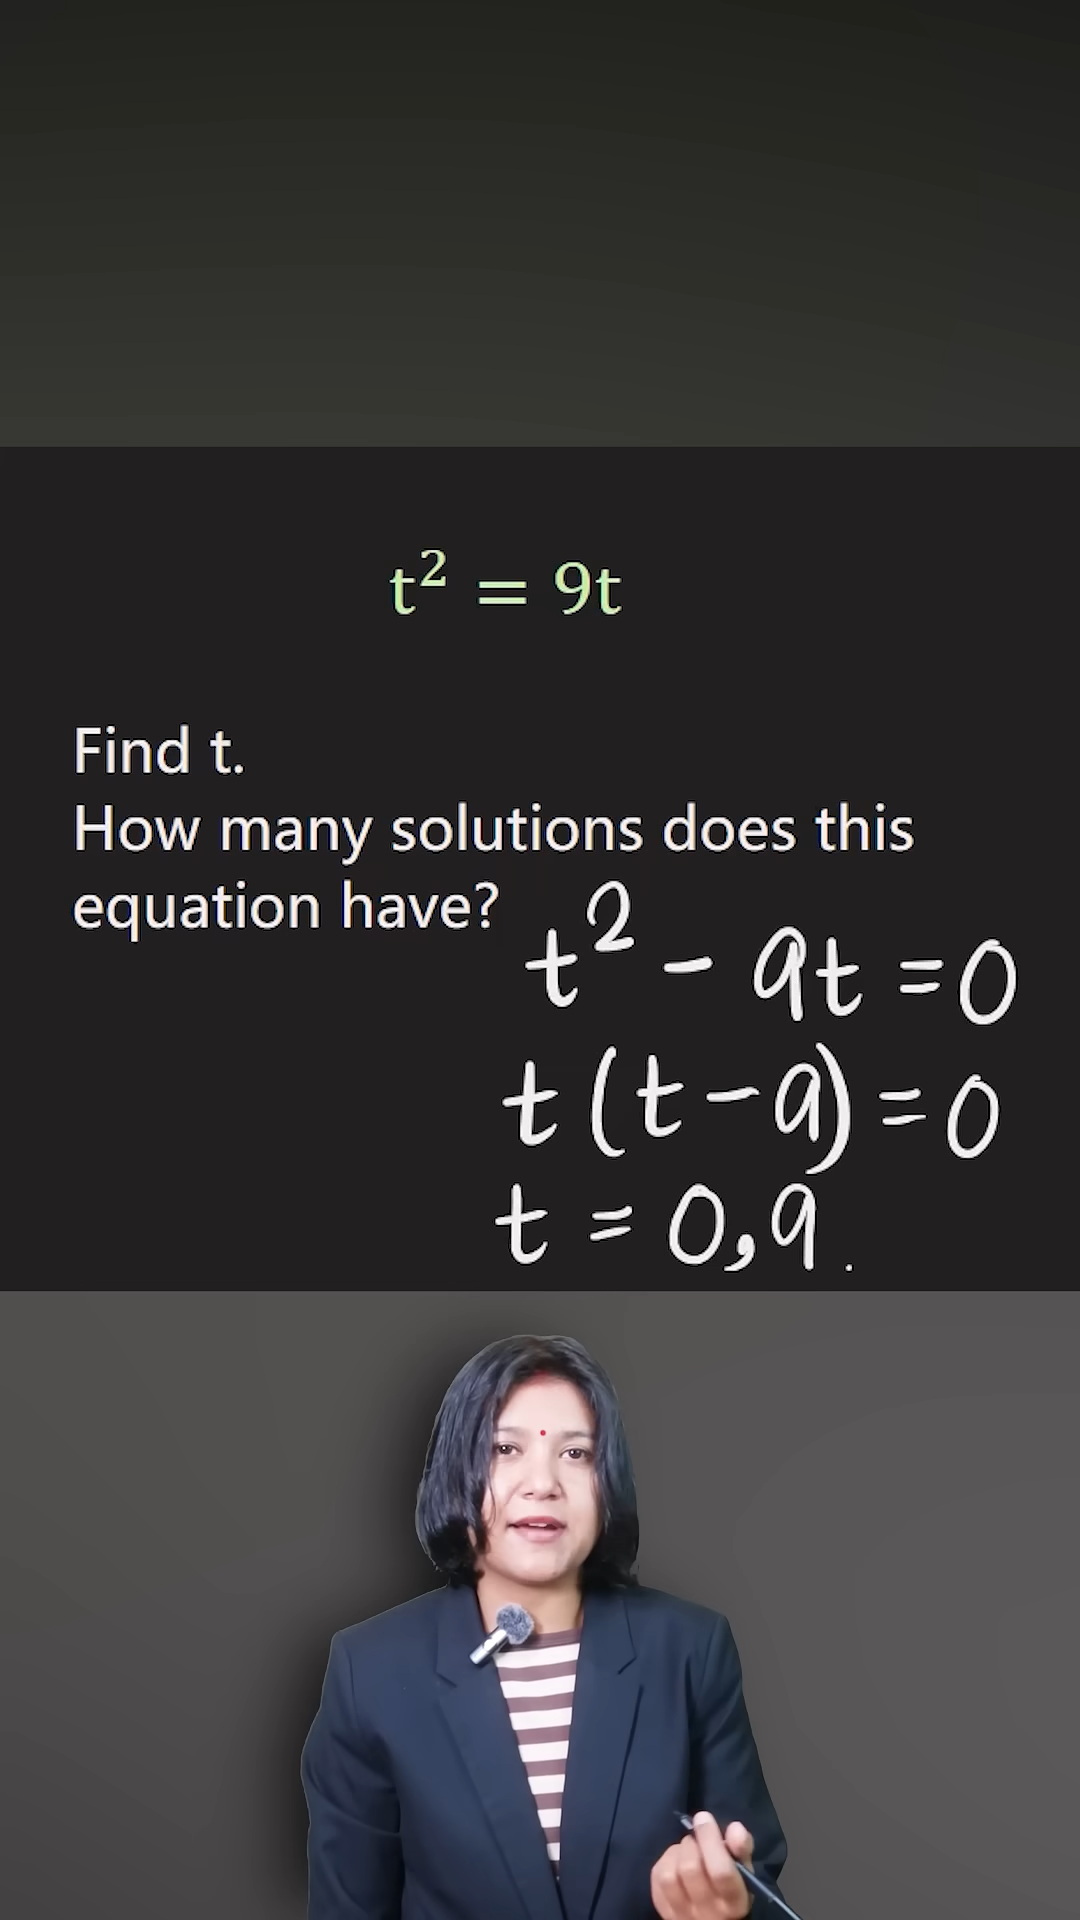 t² = 9t
Find t.
How many solutions does this
equation have?
t² - 9t = 0
t (t - 9) = 0
t = 0, 9.